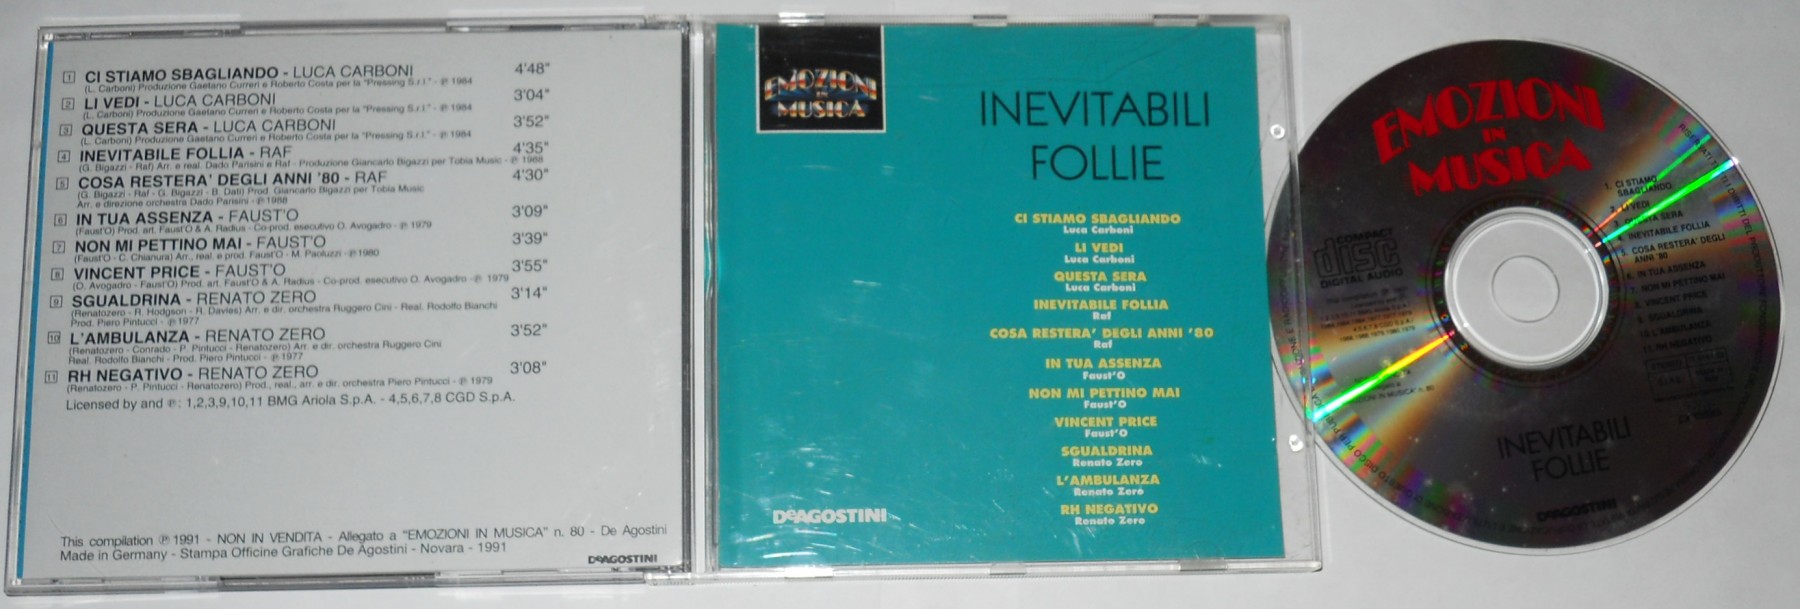 1 CI STIAMO SBAGLIANDO - LUCA CARBONI 4'48"
(L. Carboni) Produzione Gaetano Curreri e Roberto Costa per la "Pressing S.r.l." - ℗ 1984
2 LI VEDI - LUCA CARBONI 3'04"
(L. Carboni) Produzione Gaetano Curreri e Roberto Costa per la "Pressing S.r.l." - ℗ 1984
3 QUESTA SERA - LUCA CARBONI 3'52"
(L. Carboni) Produzione Gaetano Curreri e Roberto Costa per la "Pressing S.r.l." - ℗ 1984
4 INEVITABILE FOLLIA - RAF 4'35"
(G. Bigazzi - Raf) Arr. e real. Dado Parisini e Raf - Produzione Giancarlo Bigazzi per Tobia Music - ℗ 1988
5 COSA RESTERA' DEGLI ANNI '80 - RAF 4'30"
(G. Bigazzi - Raf - G. Bigazzi - B. Dati) Prod. Giancarlo Bigazzi per Tobia Music
Arr. e direzione orchestra Dado Parisini - ℗ 1988
6 IN TUA ASSENZA - FAUST'O 3'09"
(Faust'O) Prod. art. Faust'O & A. Radius - Co-prod. esecutivo O. Avogadro - ℗ 1979
7 NON MI PETTINO MAI - FAUST'O 3'39"
(Faust'O - C. Chianura) Arr., real. e prod. Faust'O - M. Paoluzzi - ℗ 1980
8 VINCENT PRICE - FAUST'O 3'55"
(O. Avogadro - Faust'O) Prod. art. Faust'O & A. Radius - Co-prod. esecutivo O. Avogadro - ℗ 1979
9 SGUALDRINA - RENATO ZERO 3'14"
(Renatozero - R. Hodgson - R. Davies) Arr. e dir. orchestra Ruggero Cini - Real. Rodolfo Bianchi
Prod. Piero Pintucci - ℗ 1977
10 L'AMBULANZA - RENATO ZERO 3'52"
(Renatozero - Conrado - P. Pintucci - Renatozero) Arr. e dir. orchestra Ruggero Cini
Real. Rodolfo Bianchi - Prod. Piero Pintucci - ℗ 1977
11 RH NEGATIVO - RENATO ZERO 3'08"
(Renatozero - P. Pintucci - Renatozero) Prod., real., arr. e dir. orchestra Piero Pintucci - ℗ 1979
Licensed by and ℗: 1,2,3,9,10,11 BMG Ariola S.p.A. - 4,5,6,7,8 CGD S.p.A.
This compilation ℗ 1991 - NON IN VENDITA - Allegato a "EMOZIONI IN MUSICA" n. 80 - De Agostini
Made in Germany - Stampa Officine Grafiche De Agostini - Novara - 1991
DeAGOSTINI
EMOZIONI
IN
MUSICA
INEVITABILI
FOLLIE
CI STIAMO SBAGLIANDO
Luca Carboni
LI VEDI
Luca Carboni
QUESTA SERA
Luca Carboni
INEVITABILE FOLLIA
Raf
COSA RESTERA' DEGLI ANNI '80
Raf
IN TUA ASSENZA
Faust'O
NON MI PETTINO MAI
Faust'O
VINCENT PRICE
Faust'O
SGUALDRINA
Renato Zero
L'AMBULANZA
Renato Zero
RH NEGATIVO
Renato Zero
DeAGOSTINI
EMOZIONI
IN
MUSICA
1. CI STIAMO
SBAGLIANDO
2. LI VEDI
3. QUESTA SERA
4. INEVITABILE FOLLIA
5. COSA RESTERA' DEGLI
ANNI '80
6. IN TUA ASSENZA
7. NON MI PETTINO MAI
8. VINCENT PRICE
9. SGUALDRINA
10. L'AMBULANZA
11. RH NEGATIVO
COMPACT
disc
DIGITAL AUDIO
INEVITABILI
FOLLIE
DeAGOSTINI